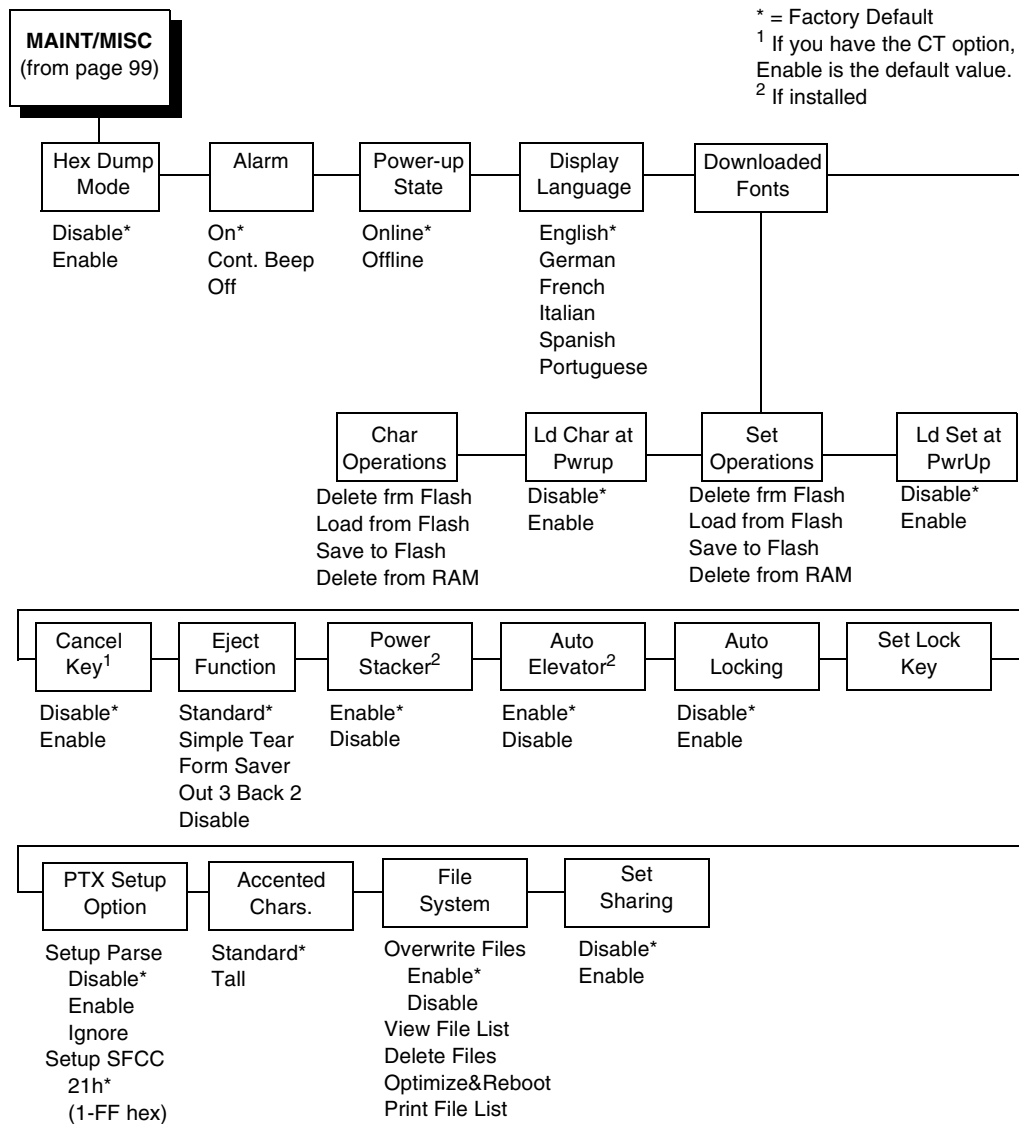 MAINT/MISC
(from page 99)
* = Factory Default
1 If you have the CT option,
Enable is the default value.
2 If installed
Hex Dump
Mode
Disable*
Enable
Alarm
On*
Cont. Beep
Off
Power-up
State
Online*
Offline
Display
Language
English*
German
French
Italian
Spanish
Portuguese
Downloaded
Fonts
Char
Operations
Delete frm Flash
Load from Flash
Save to Flash
Delete from RAM
Ld Char at
Pwrup
Disable*
Enable
Set
Operations
Delete frm Flash
Load from Flash
Save to Flash
Delete from RAM
Ld Set at
PwrUp
Disable*
Enable
Cancel
Key1
Disable*
Enable
Eject
Function
Standard*
Simple Tear
Form Saver
Out 3 Back 2
Disable
Power
Stacker2
Enable*
Disable
Auto
Elevator2
Enable*
Disable
Auto
Locking
Disable*
Enable
Set Lock
Key
PTX Setup
Option
Setup Parse
Disable*
Enable
Ignore
Setup SFCC
21h*
(1-FF hex)
Accented
Chars.
Standard*
Tall
File
System
Overwrite Files
Enable*
Disable
View File List
Delete Files
Optimize&Reboot
Print File List
Set
Sharing
Disable*
Enable